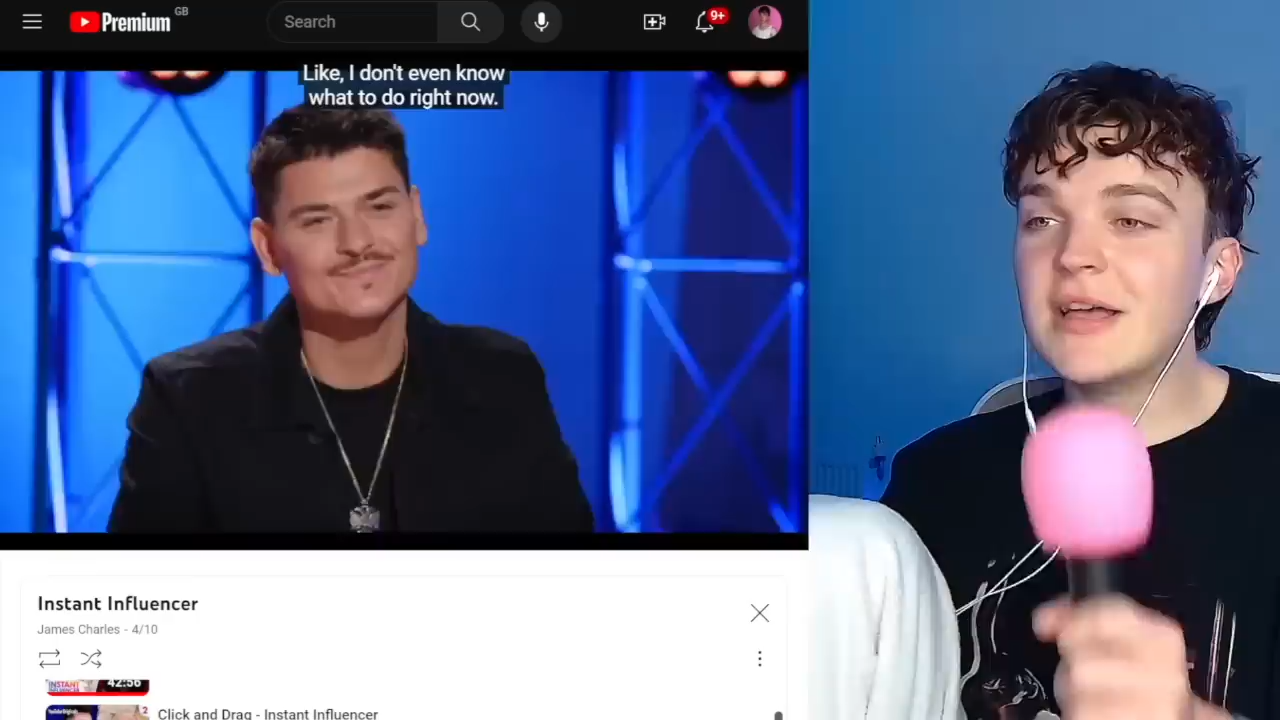 Premium GB
Search
9+
Like, I don't even know
what to do right now.
Instant Influencer
James Charles - 4/10
42:56
INSTANT
Click and Drag - Instant Influencer